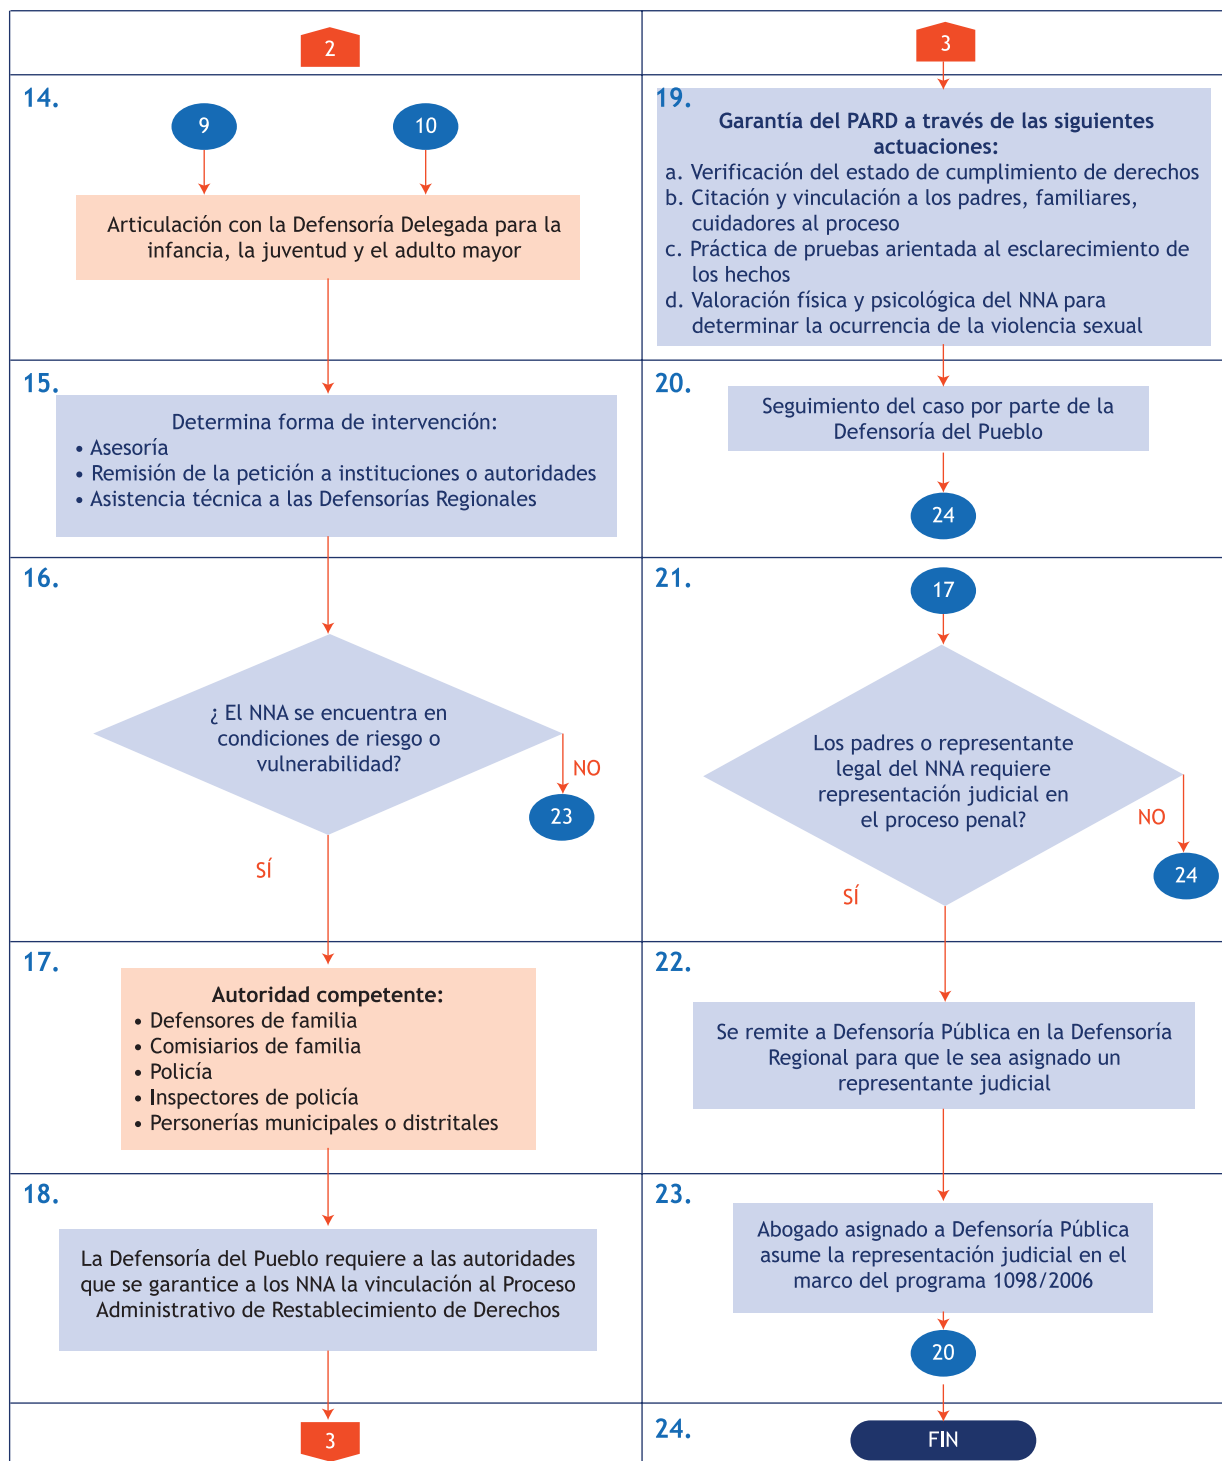 2
14.
9
10
Articulación con la Defensoría Delegada para la
infancia, la juventud y el adulto mayor
15.
Determina forma de intervención:
• Asesoría
• Remisión de la petición a instituciones o autoridades
• Asistencia técnica a las Defensorías Regionales
16.
¿ El NNA se encuentra en
condiciones de riesgo o
vulnerabilidad?
NO
23
SÍ
17.
Autoridad competente:
• Defensores de familia
• Comisiarios de familia
• Policía
• Inspectores de policía
• Personerías municipales o distritales
18.
La Defensoría del Pueblo requiere a las autoridades
que se garantice a los NNA la vinculación al Proceso
Administrativo de Restablecimiento de Derechos
3
3
19.
Garantía del PARD a través de las siguientes
actuaciones:
a. Verificación del estado de cumplimiento de derechos
b. Citación y vinculación a los padres, familiares,
cuidadores al proceso
c. Práctica de pruebas arientada al esclarecimiento de
los hechos
d. Valoración física y psicológica del NNA para
determinar la ocurrencia de la violencia sexual
20.
Seguimiento del caso por parte de la
Defensoría del Pueblo
24
21.
17
Los padres o representante
legal del NNA requiere
representación judicial en
el proceso penal?
NO
24
SÍ
22.
Se remite a Defensoría Pública en la Defensoría
Regional para que le sea asignado un
representante judicial
23.
Abogado asignado a Defensoría Pública
asume la representación judicial en el
marco del programa 1098/2006
20
24.
FIN